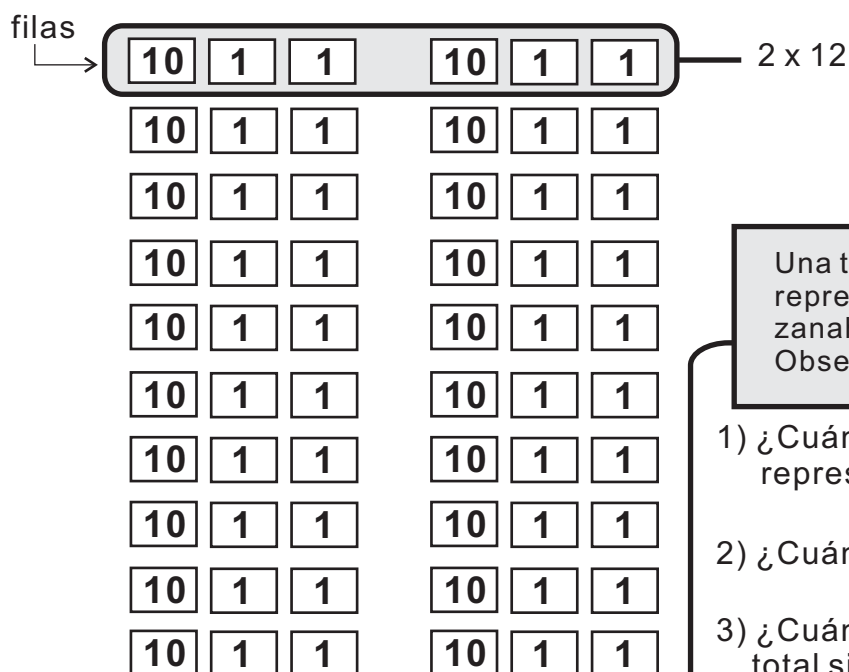 filas
10 1 1 10 1 1 2 x 12
10 1 1 10 1 1
10 1 1 10 1 1
10 1 1 10 1 1
10 1 1 10 1 1
10 1 1 10 1 1
10 1 1 10 1 1
10 1 1 10 1 1
10 1 1 10 1 1
10 1 1 10 1 1
Una
Obse
1) ¿Cuán
repres
2) ¿Cuán
3) ¿Cuán
total si